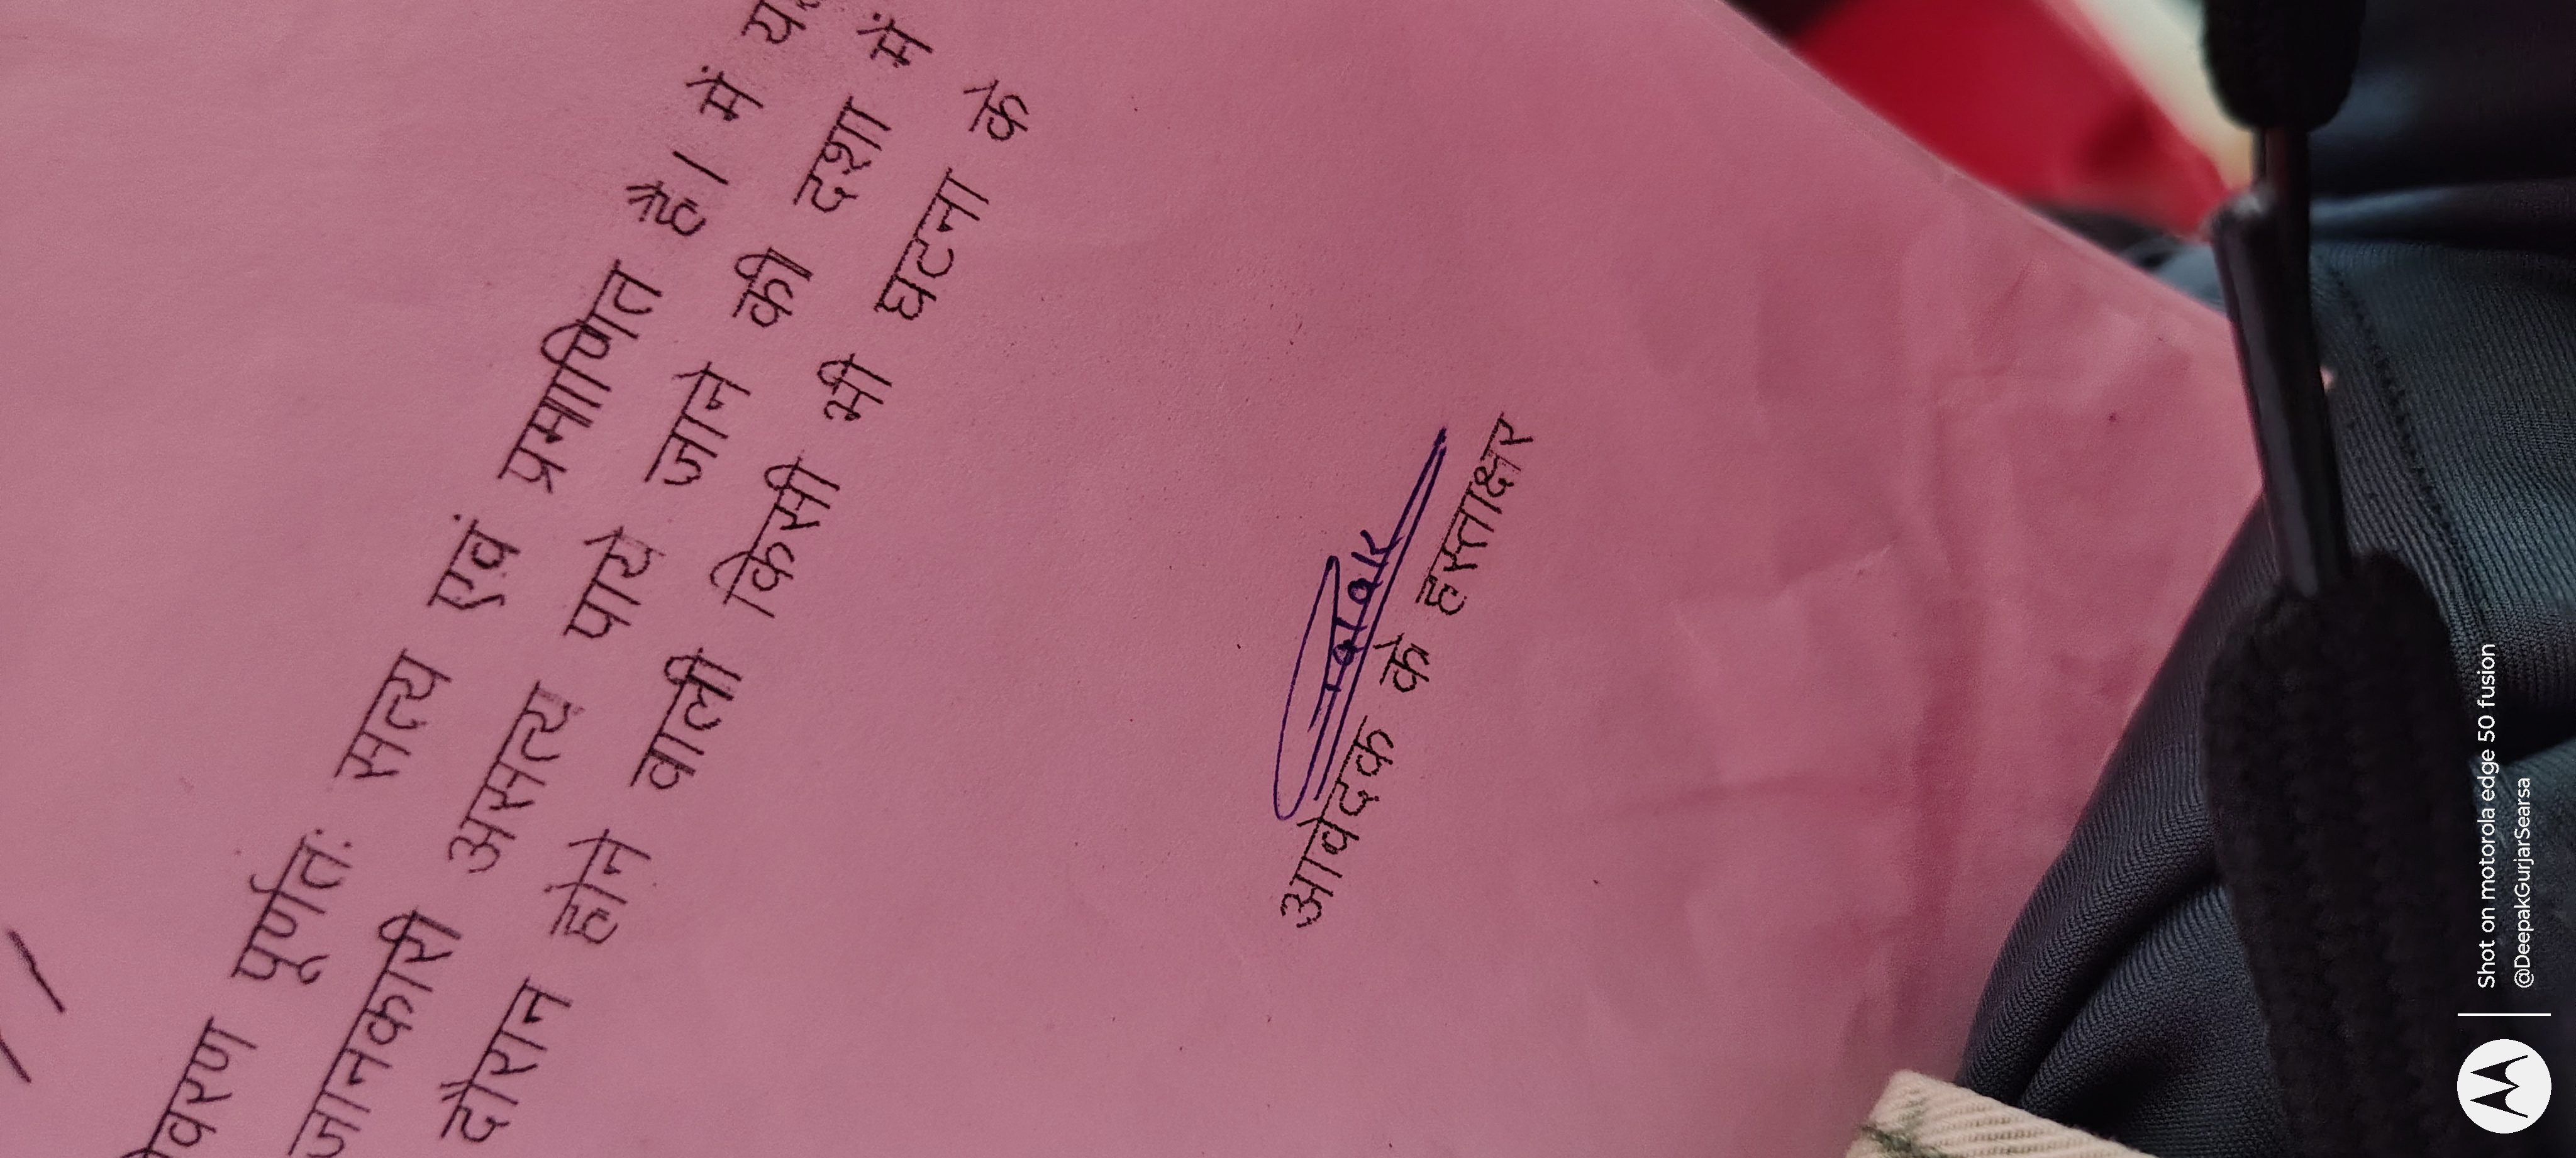 विवरण पूर्णतः सत्य एवं प्रमाणित हैं। में
जानकारी असत्य पाये जाने की दशा में
दौरान होने वाली किसी भी घटना के
आवेदक के हस्ताक्षर
Shot on motorola edge 50 fusion
@DeepakGurjarSearsa